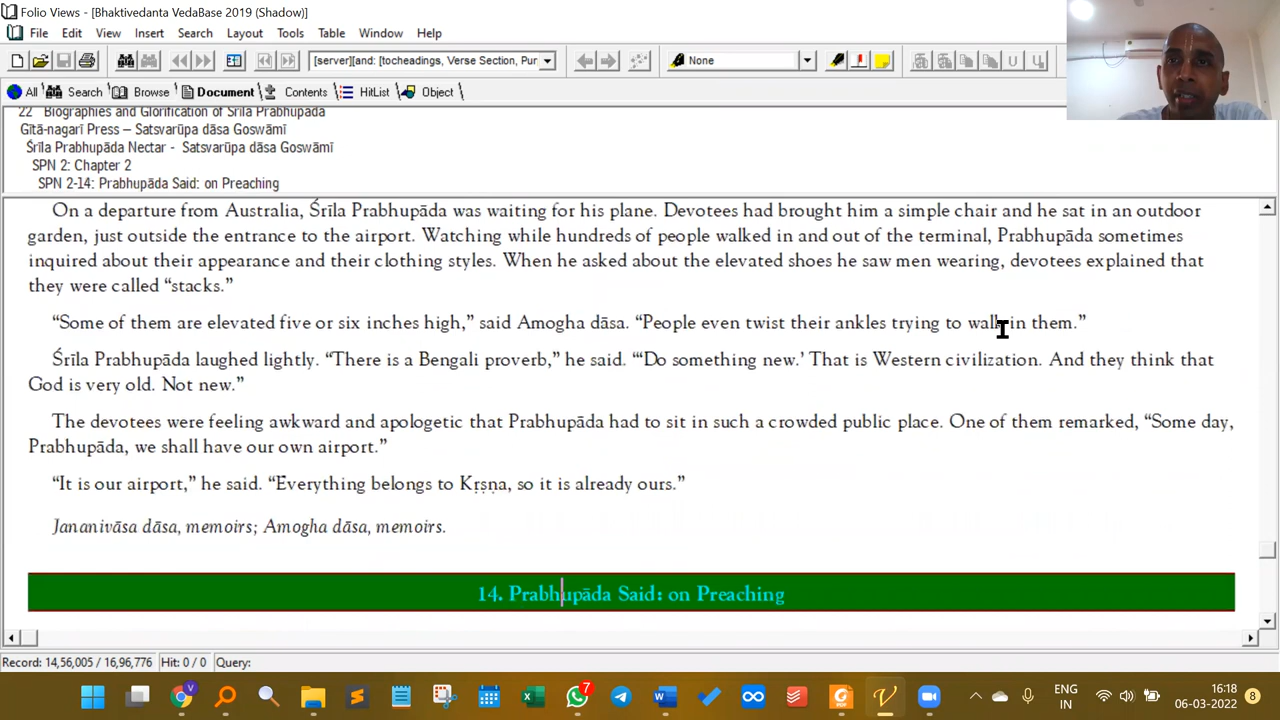 Folio Views - [Bhaktivedanta VedaBase 2019 (Shadow)]
File Edit View Insert Search Layout Tools Table Window Help
[server][and: [tocheadings, Verse Section, Pur None
All Search Browse Document Contents HitList Object
22 Biographies and Glorification of Śrīla Prabhupāda
Gītā-nagarī Press – Satsvarūpa dāsa Goswāmī
Śrīla Prabhupāda Nectar - Satsvarūpa dāsa Goswāmī
SPN 2: Chapter 2
SPN 2-14: Prabhupāda Said: on Preaching
On a departure from Australia, Śrīla Prabhupāda was waiting for his plane. Devotees had brought him a simple chair and he sat in an outdoor
garden, just outside the entrance to the airport. Watching while hundreds of people walked in and out of the terminal, Prabhupāda sometimes
inquired about their appearance and their clothing styles. When he asked about the elevated shoes he saw men wearing, devotees explained that
they were called “stacks.”
“Some of them are elevated five or six inches high,” said Amogha dāsa. “People even twist their ankles trying to walk in them.”
Śrīla Prabhupāda laughed lightly. “There is a Bengali proverb,” he said. “‘Do something new.’ That is Western civilization. And they think that
God is very old. Not new.”
The devotees were feeling awkward and apologetic that Prabhupāda had to sit in such a crowded public place. One of them remarked, “Some day,
Prabhupāda, we shall have our own airport.”
“It is our airport,” he said. “Everything belongs to Kṛṣṇa, so it is already ours.”
Jananivāsa dāsa, memoirs; Amogha dāsa, memoirs.
14. Prabhupāda Said: on Preaching
Record: 14,56,005 / 16,96,776 Hit: 0 / 0 Query:
7
ENG
IN
16:18
06-03-2022
8